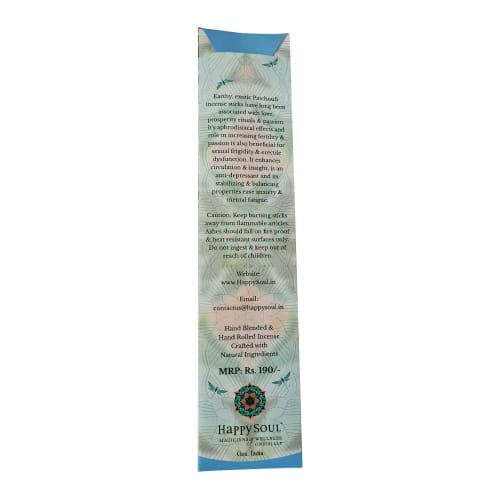 Earthy, exotic Patchouli
incense sticks have long been
associated with love,
prosperity rituals & passion.
It's aphrodisiacal effects and
role in increasing fertility &
passion is also beneficial for
sexual frigidity & erectile
dysfunction. It enhances
circulation & insight, is an
anti-depressant and its
stabilizing & balancing
properties ease anxiety &
mental fatigue.
Caution: Keep burning sticks
away from flammable articles.
Ashes should fall on fire proof
& heat resistant surfaces only.
Do not ingest & keep out of
reach of children.
Website:
www.HappySoul.in
Email:
contactus@happysoul.in
Hand Blended &
Hand Rolled Incense
Crafted with
Natural Ingredients
MRP: Rs. 190/-
HAPPY SOUL™
MAGICIANS of WELLNESS
Goa, India